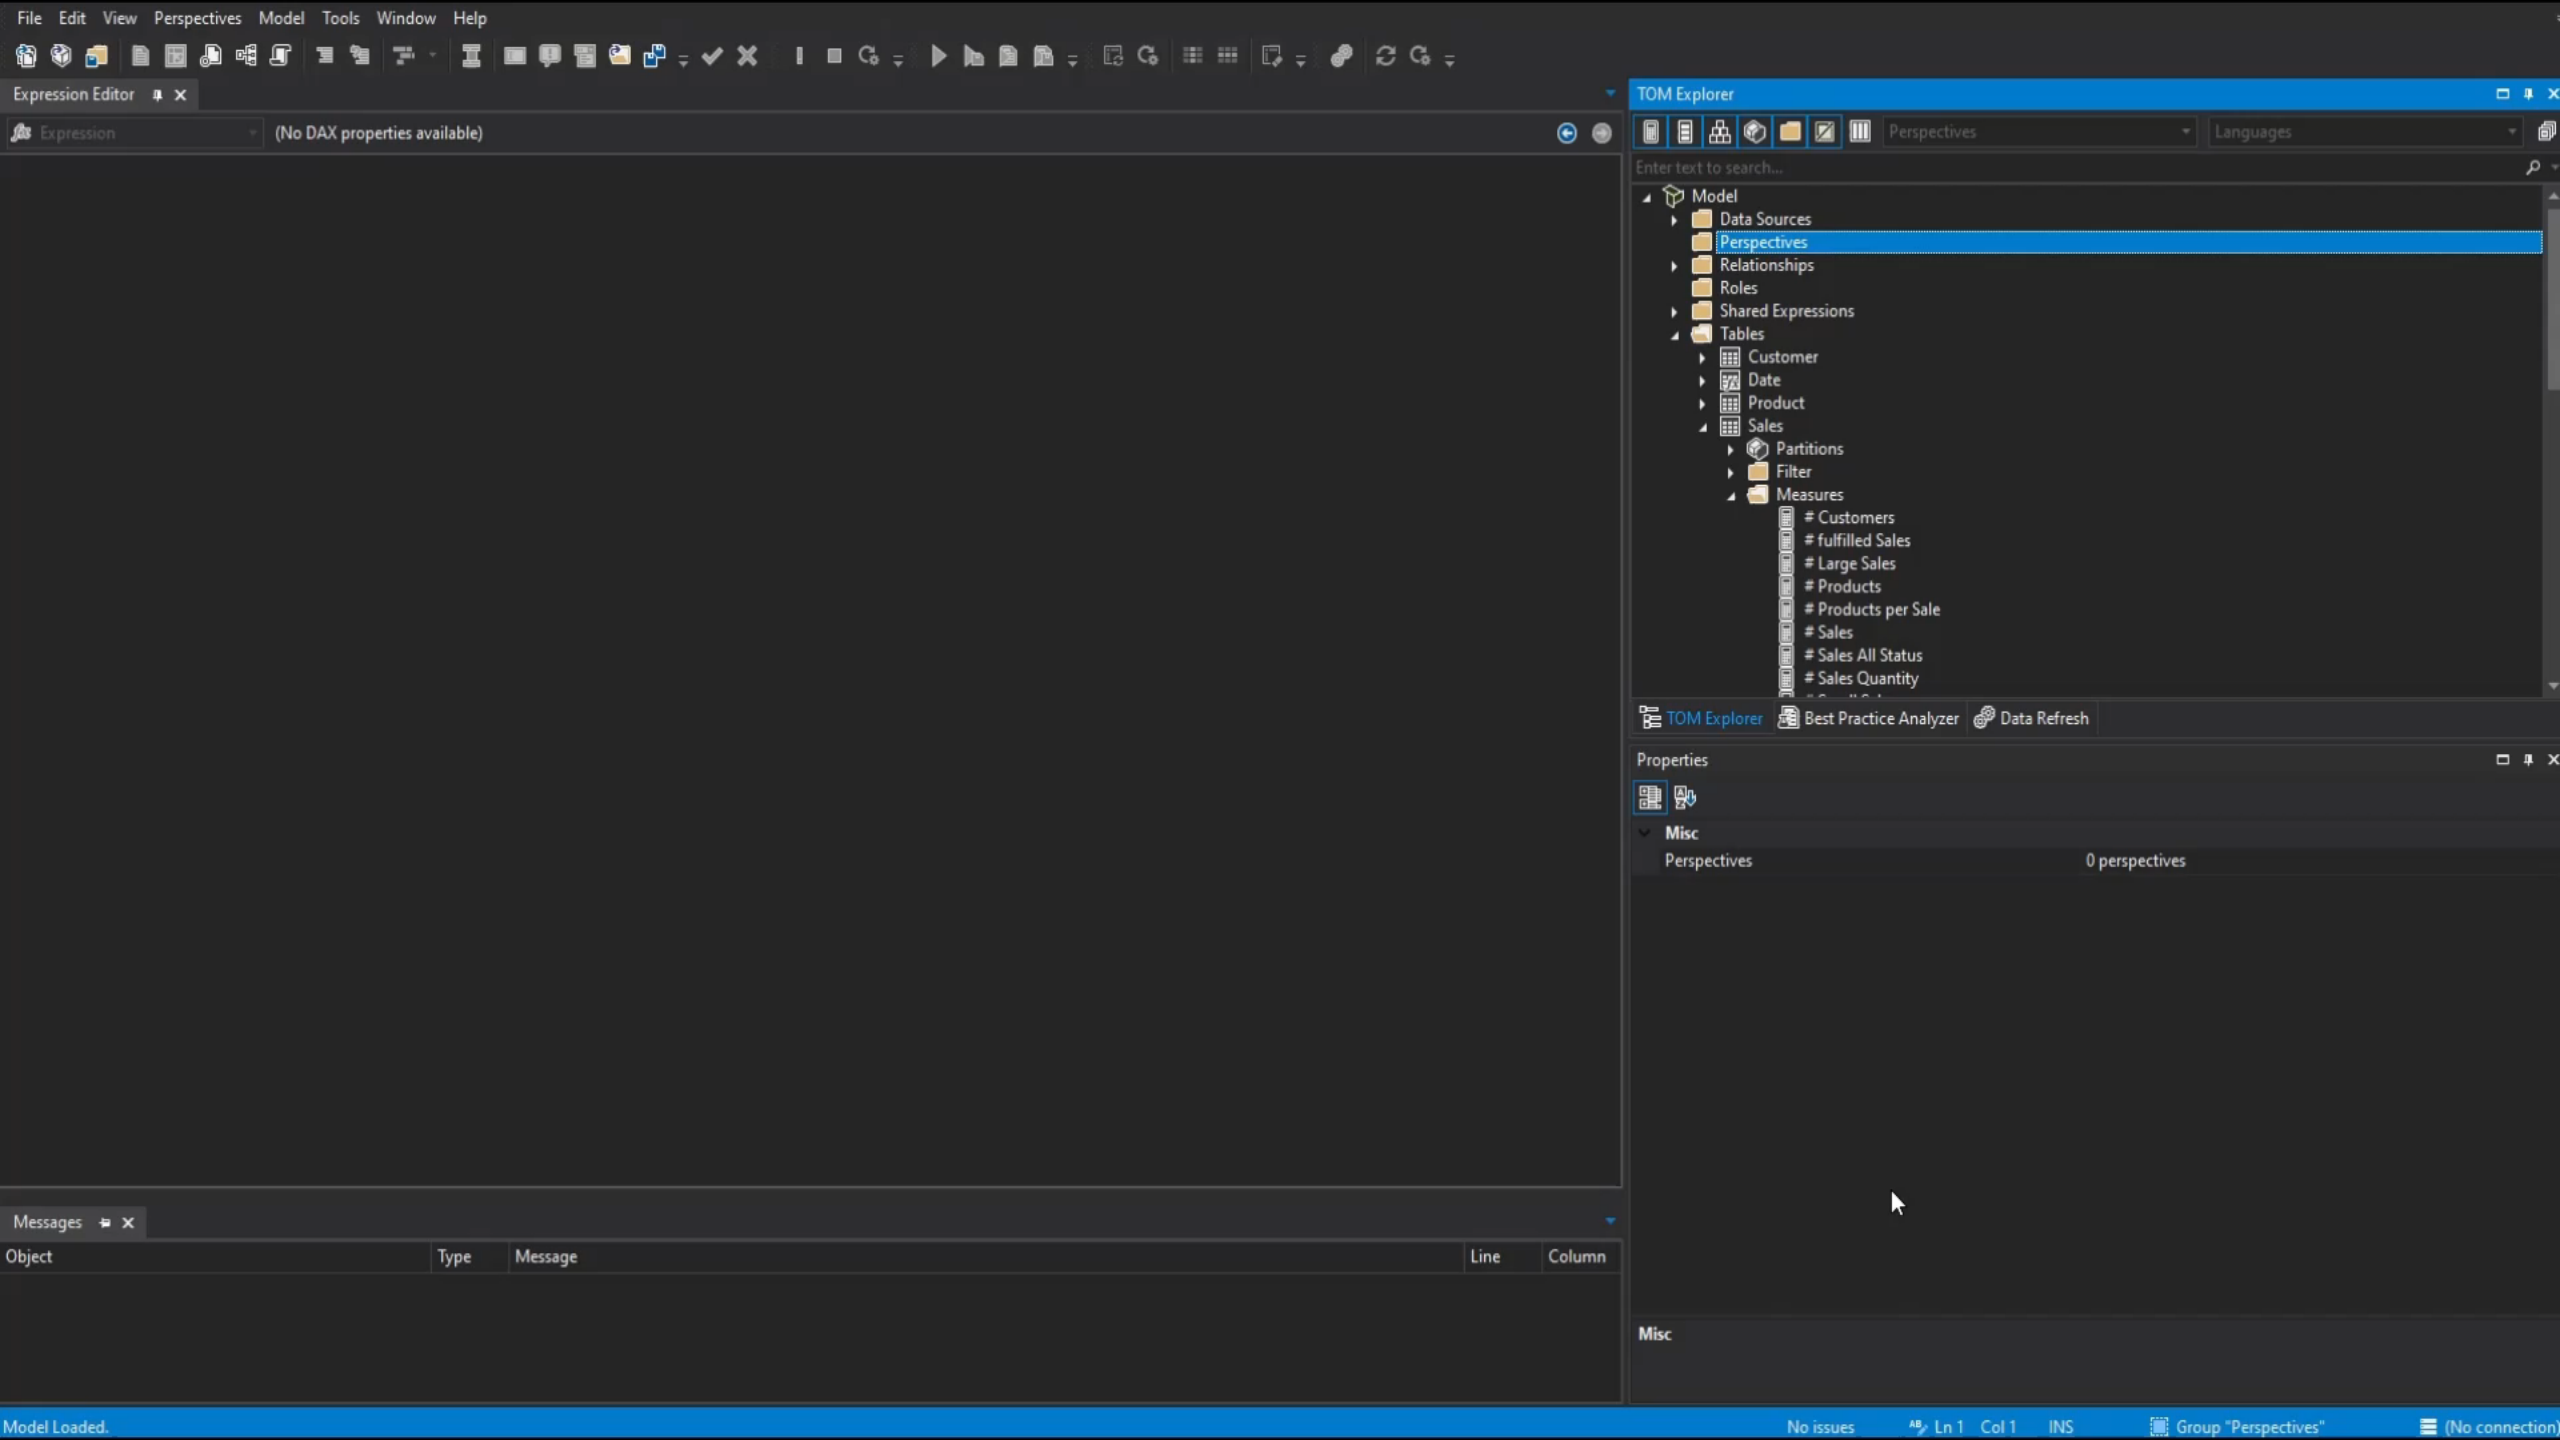 File Edit View Perspectives Model Tools Window Help
Expression Editor
Expression (No DAX properties available)
TOM Explorer
Perspectives Languages
Enter text to search...
Model
Data Sources
Perspectives
Relationships
Roles
Shared Expressions
Tables
Customer
Date
Product
Sales
Partitions
Filter
Measures
# Customers
# fulfilled Sales
# Large Sales
# Products
# Products per Sale
# Sales
# Sales All Status
# Sales Quantity
TOM Explorer Best Practice Analyzer Data Refresh
Properties
Misc
Perspectives 0 perspectives
Misc
Messages
Object Type Message Line Column
Model Loaded. No issues Ln 1 Col 1 INS Group "Perspectives" (No connection)